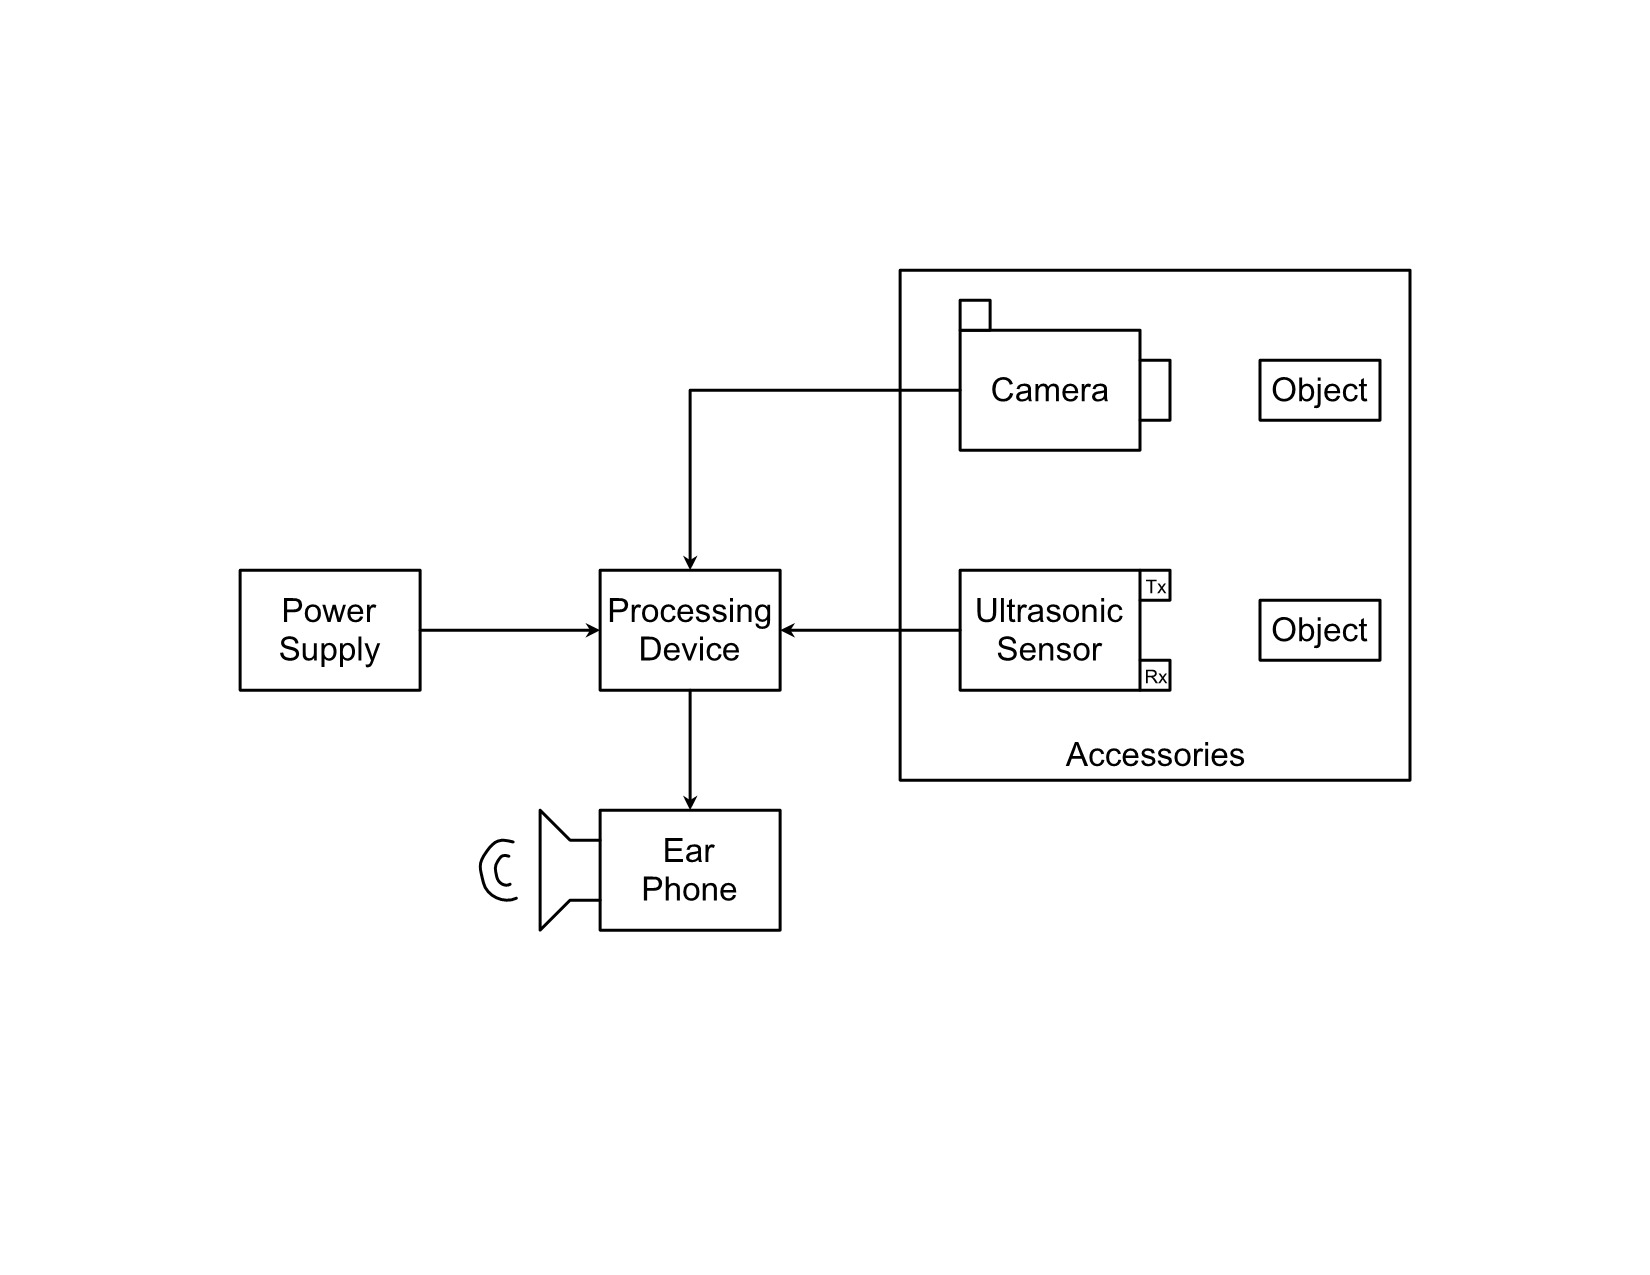 Camera
Object
Power
Supply
Processing
Device
Ultrasonic
Sensor
Tx
Rx
Object
Accessories
Ear
Phone